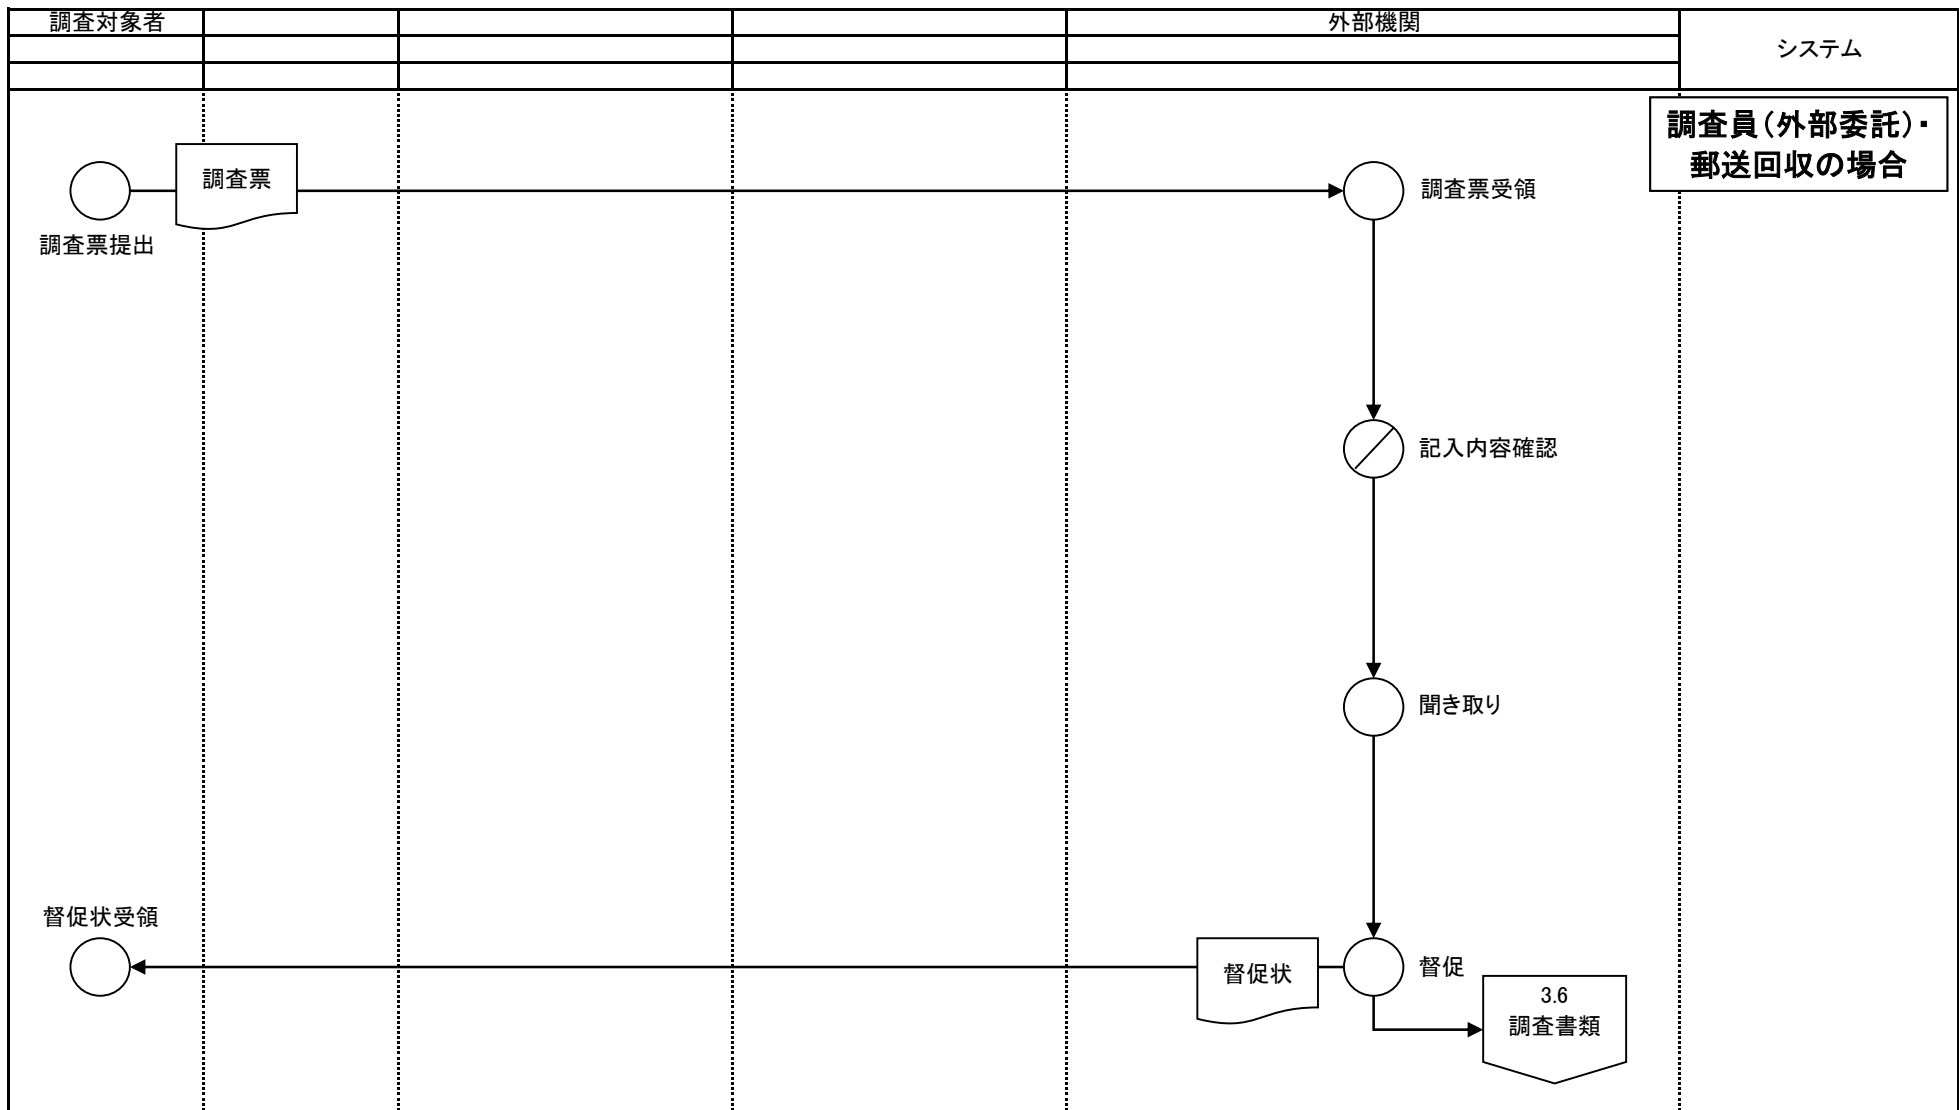 調査対象者
外部機関
システム
調査員（外部委託）・
郵送回収の場合
調査票
調査票受領
調査票提出
記入内容確認
聞き取り
督促状受領
督促状
督促
3.6
調査書類